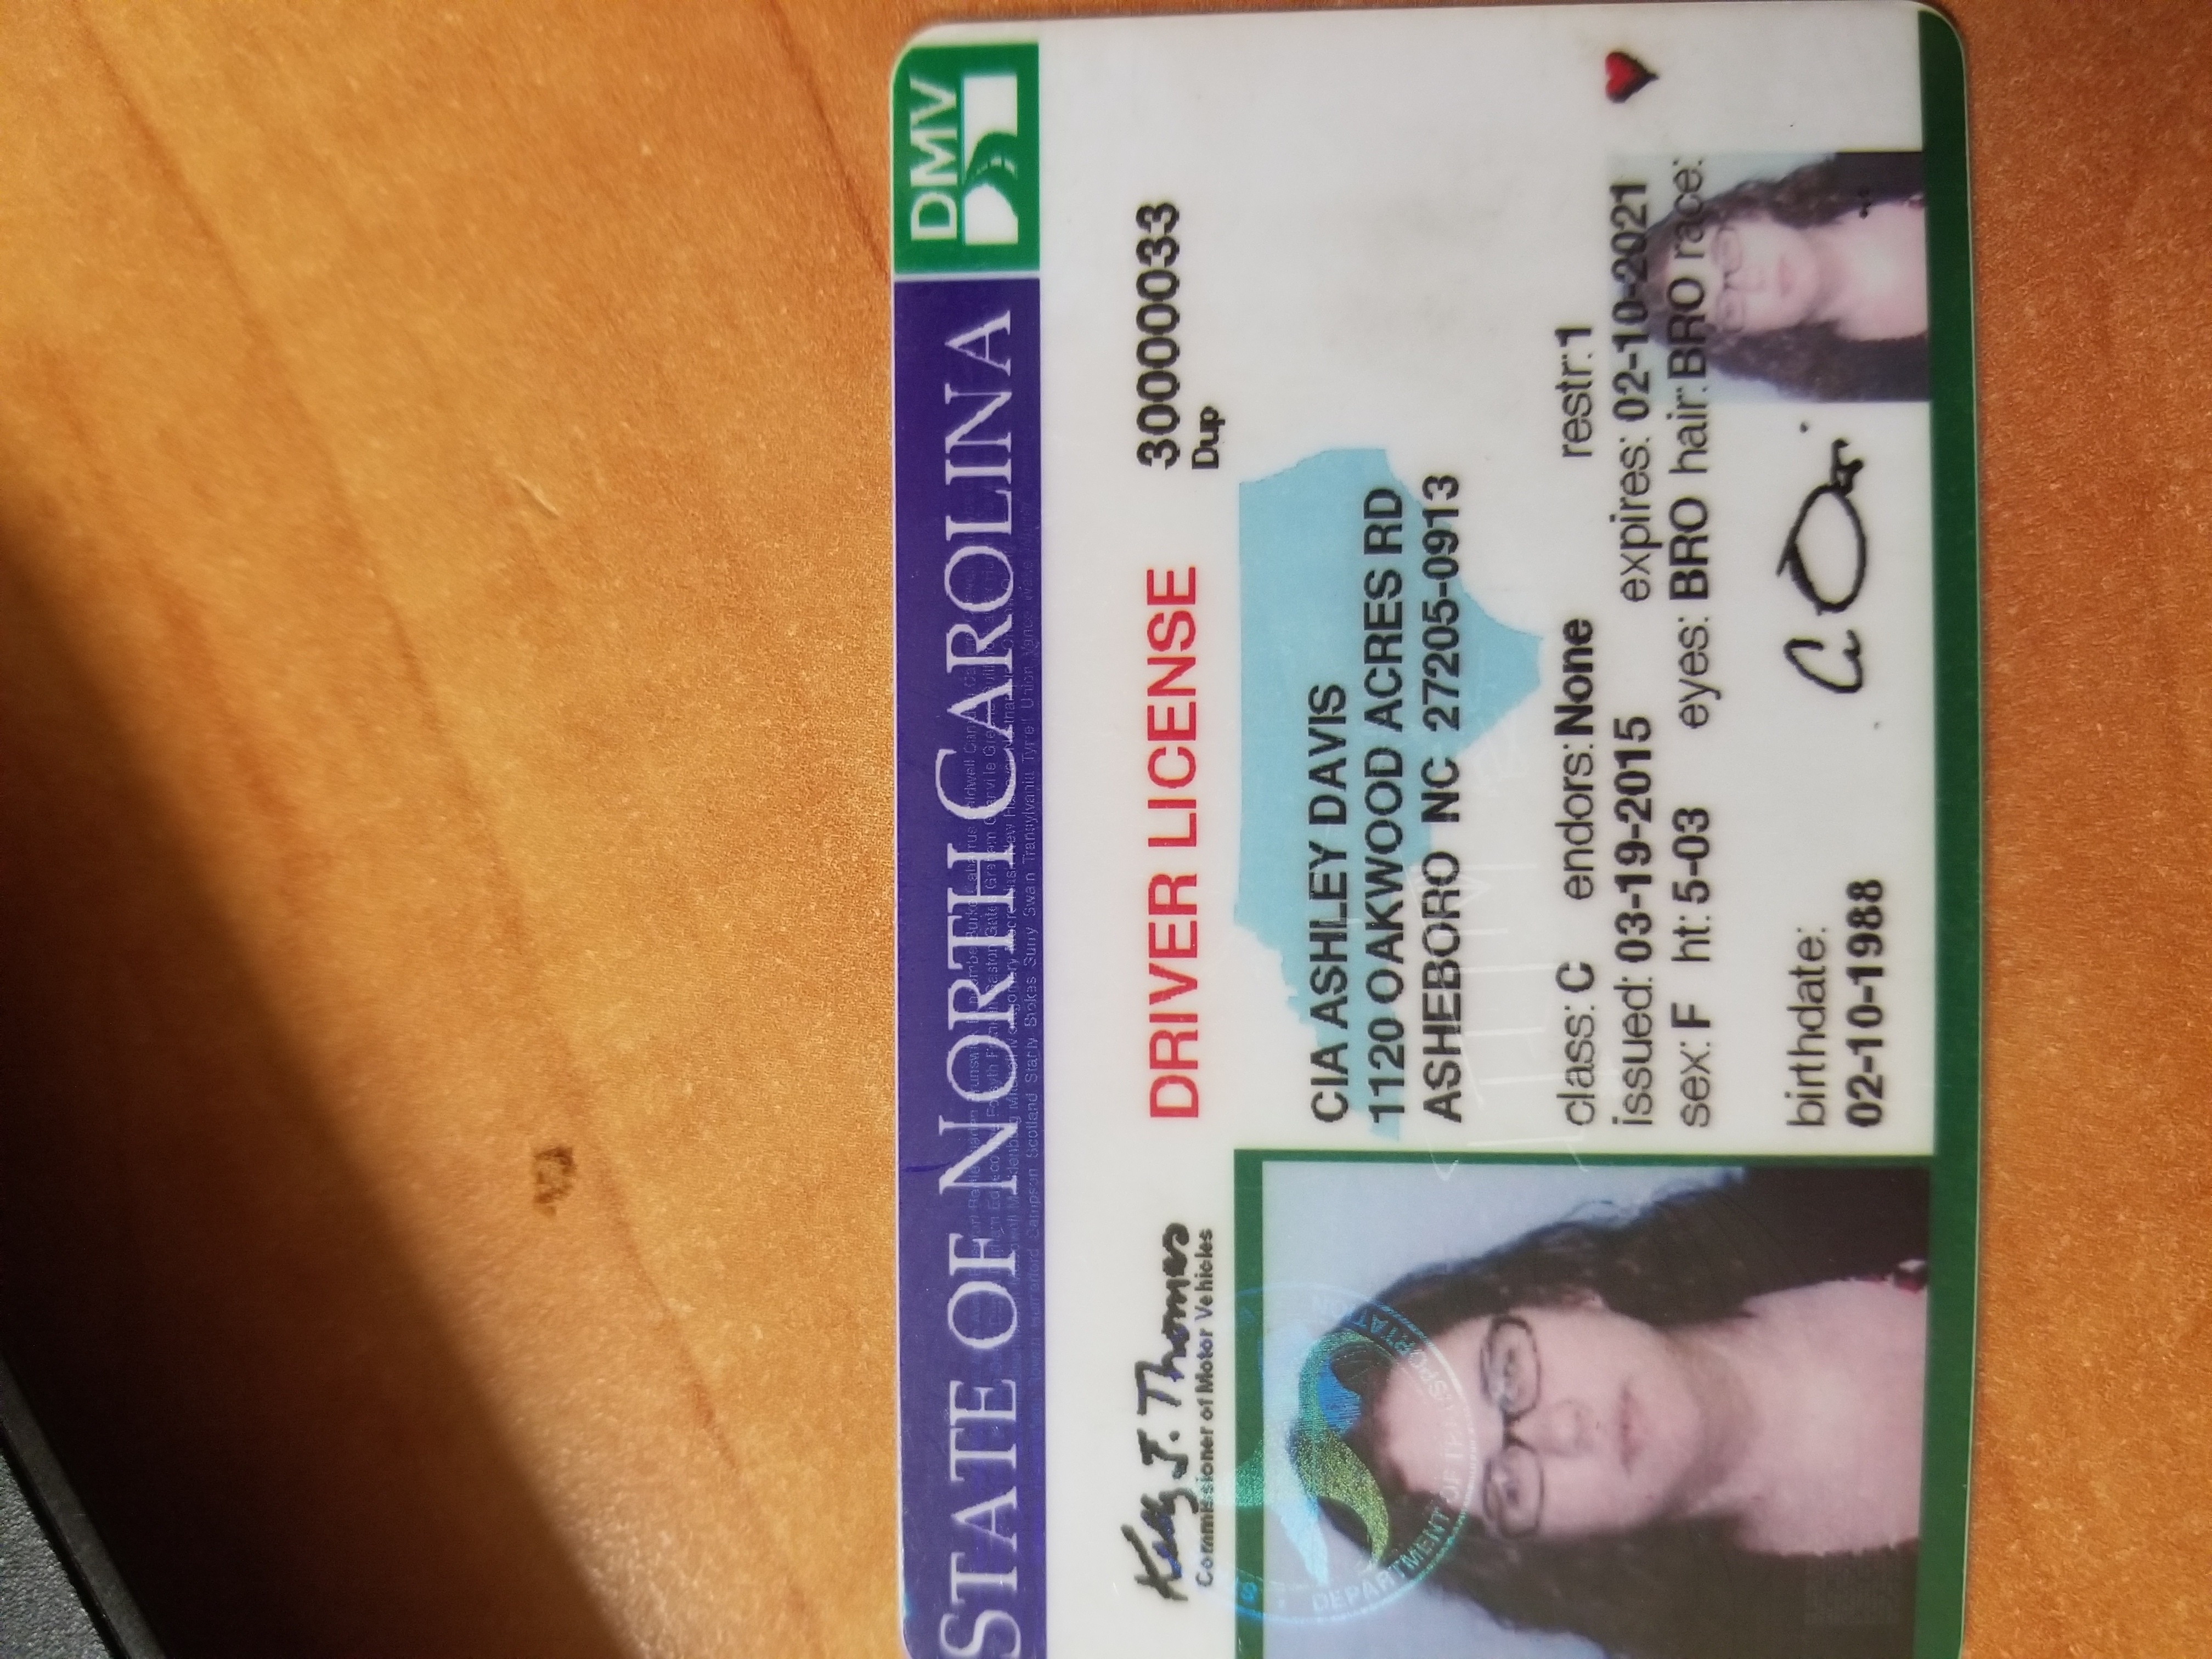 STATE OF NORTH CAROLINA
DMV
Kelly J. Thomas
Commissioner of Motor Vehicles
DRIVER LICENSE
30000033
Dup
DEPARTMENT OF TRANSPORTATION
CIA ASHLEY DAVIS
1120 OAKWOOD ACRES RD
ASHEBORO NC 27205-0913
class: C endors: None restr: 1
issued: 03-19-2015 expires: 02-10-2021
sex: F ht: 5-03 eyes: BRO hair: BRO race:
birthdate:
02-10-1988